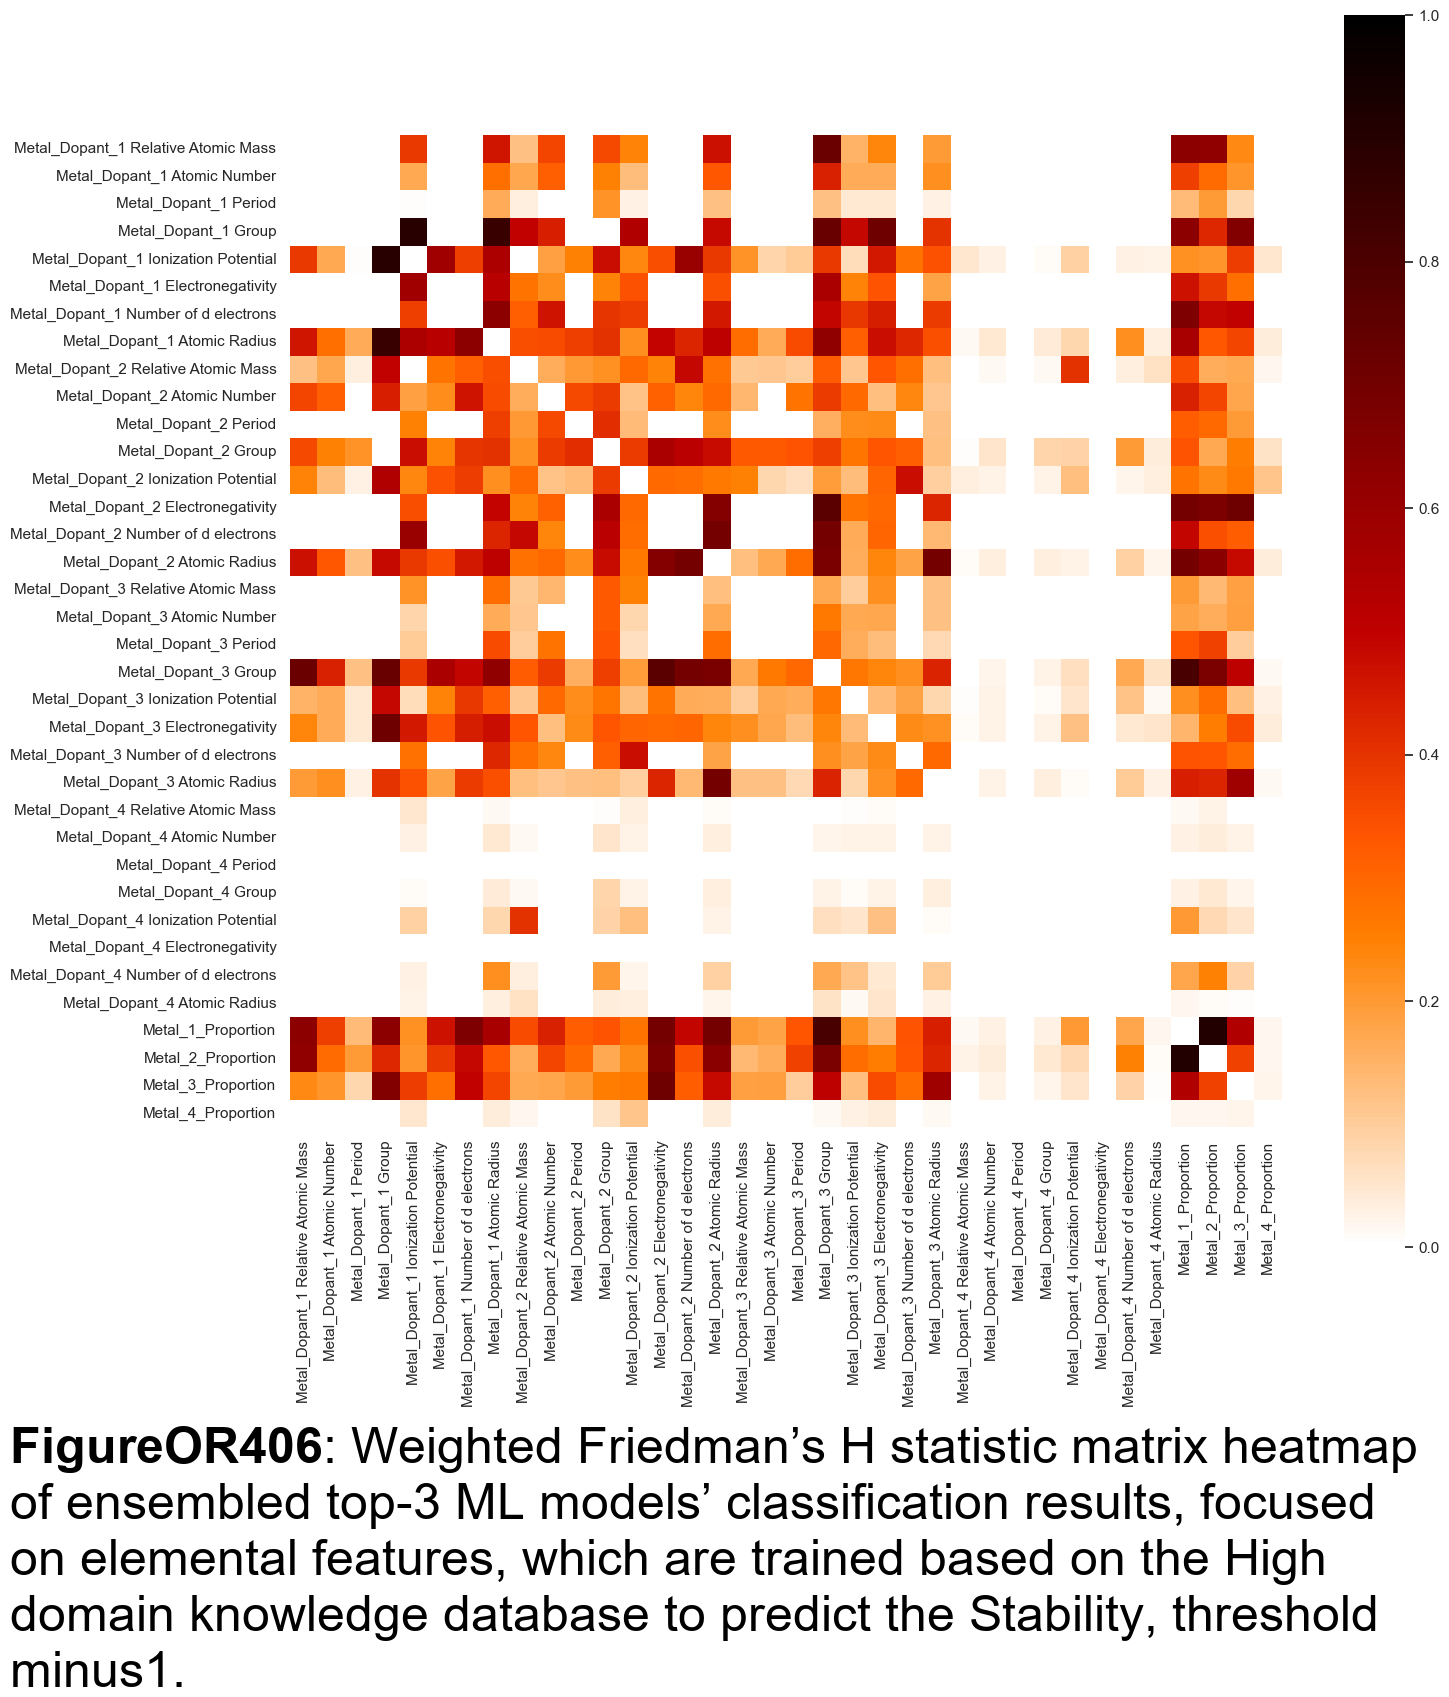 1.0
0.8
0.6
0.4
0.2
0.0
Metal_Dopant_1 Relative Atomic Mass
Metal_Dopant_1 Atomic Number
Metal_Dopant_1 Period
Metal_Dopant_1 Group
Metal_Dopant_1 Ionization Potential
Metal_Dopant_1 Electronegativity
Metal_Dopant_1 Number of d electrons
Metal_Dopant_1 Atomic Radius
Metal_Dopant_2 Relative Atomic Mass
Metal_Dopant_2 Atomic Number
Metal_Dopant_2 Period
Metal_Dopant_2 Group
Metal_Dopant_2 Ionization Potential
Metal_Dopant_2 Electronegativity
Metal_Dopant_2 Number of d electrons
Metal_Dopant_2 Atomic Radius
Metal_Dopant_3 Relative Atomic Mass
Metal_Dopant_3 Atomic Number
Metal_Dopant_3 Period
Metal_Dopant_3 Group
Metal_Dopant_3 Ionization Potential
Metal_Dopant_3 Electronegativity
Metal_Dopant_3 Number of d electrons
Metal_Dopant_3 Atomic Radius
Metal_Dopant_4 Relative Atomic Mass
Metal_Dopant_4 Atomic Number
Metal_Dopant_4 Period
Metal_Dopant_4 Group
Metal_Dopant_4 Ionization Potential
Metal_Dopant_4 Electronegativity
Metal_Dopant_4 Number of d electrons
Metal_Dopant_4 Atomic Radius
Metal_1_Proportion
Metal_2_Proportion
Metal_3_Proportion
Metal_4_Proportion
Metal_Dopant_1 Relative Atomic Mass
Metal_Dopant_1 Atomic Number
Metal_Dopant_1 Period
Metal_Dopant_1 Group
Metal_Dopant_1 Ionization Potential
Metal_Dopant_1 Electronegativity
Metal_Dopant_1 Number of d electrons
Metal_Dopant_1 Atomic Radius
Metal_Dopant_2 Relative Atomic Mass
Metal_Dopant_2 Atomic Number
Metal_Dopant_2 Period
Metal_Dopant_2 Group
Metal_Dopant_2 Ionization Potential
Metal_Dopant_2 Electronegativity
Metal_Dopant_2 Number of d electrons
Metal_Dopant_2 Atomic Radius
Metal_Dopant_3 Relative Atomic Mass
Metal_Dopant_3 Atomic Number
Metal_Dopant_3 Period
Metal_Dopant_3 Group
Metal_Dopant_3 Ionization Potential
Metal_Dopant_3 Electronegativity
Metal_Dopant_3 Number of d electrons
Metal_Dopant_3 Atomic Radius
Metal_Dopant_4 Relative Atomic Mass
Metal_Dopant_4 Atomic Number
Metal_Dopant_4 Period
Metal_Dopant_4 Group
Metal_Dopant_4 Ionization Potential
Metal_Dopant_4 Electronegativity
Metal_Dopant_4 Number of d electrons
Metal_Dopant_4 Atomic Radius
Metal_1_Proportion
Metal_2_Proportion
Metal_3_Proportion
Metal_4_Proportion
FigureOR406: Weighted Friedman’s H statistic matrix heatmap
of ensembled top-3 ML models’ classification results, focused
on elemental features, which are trained based on the High
domain knowledge database to predict the Stability, threshold
minus1.